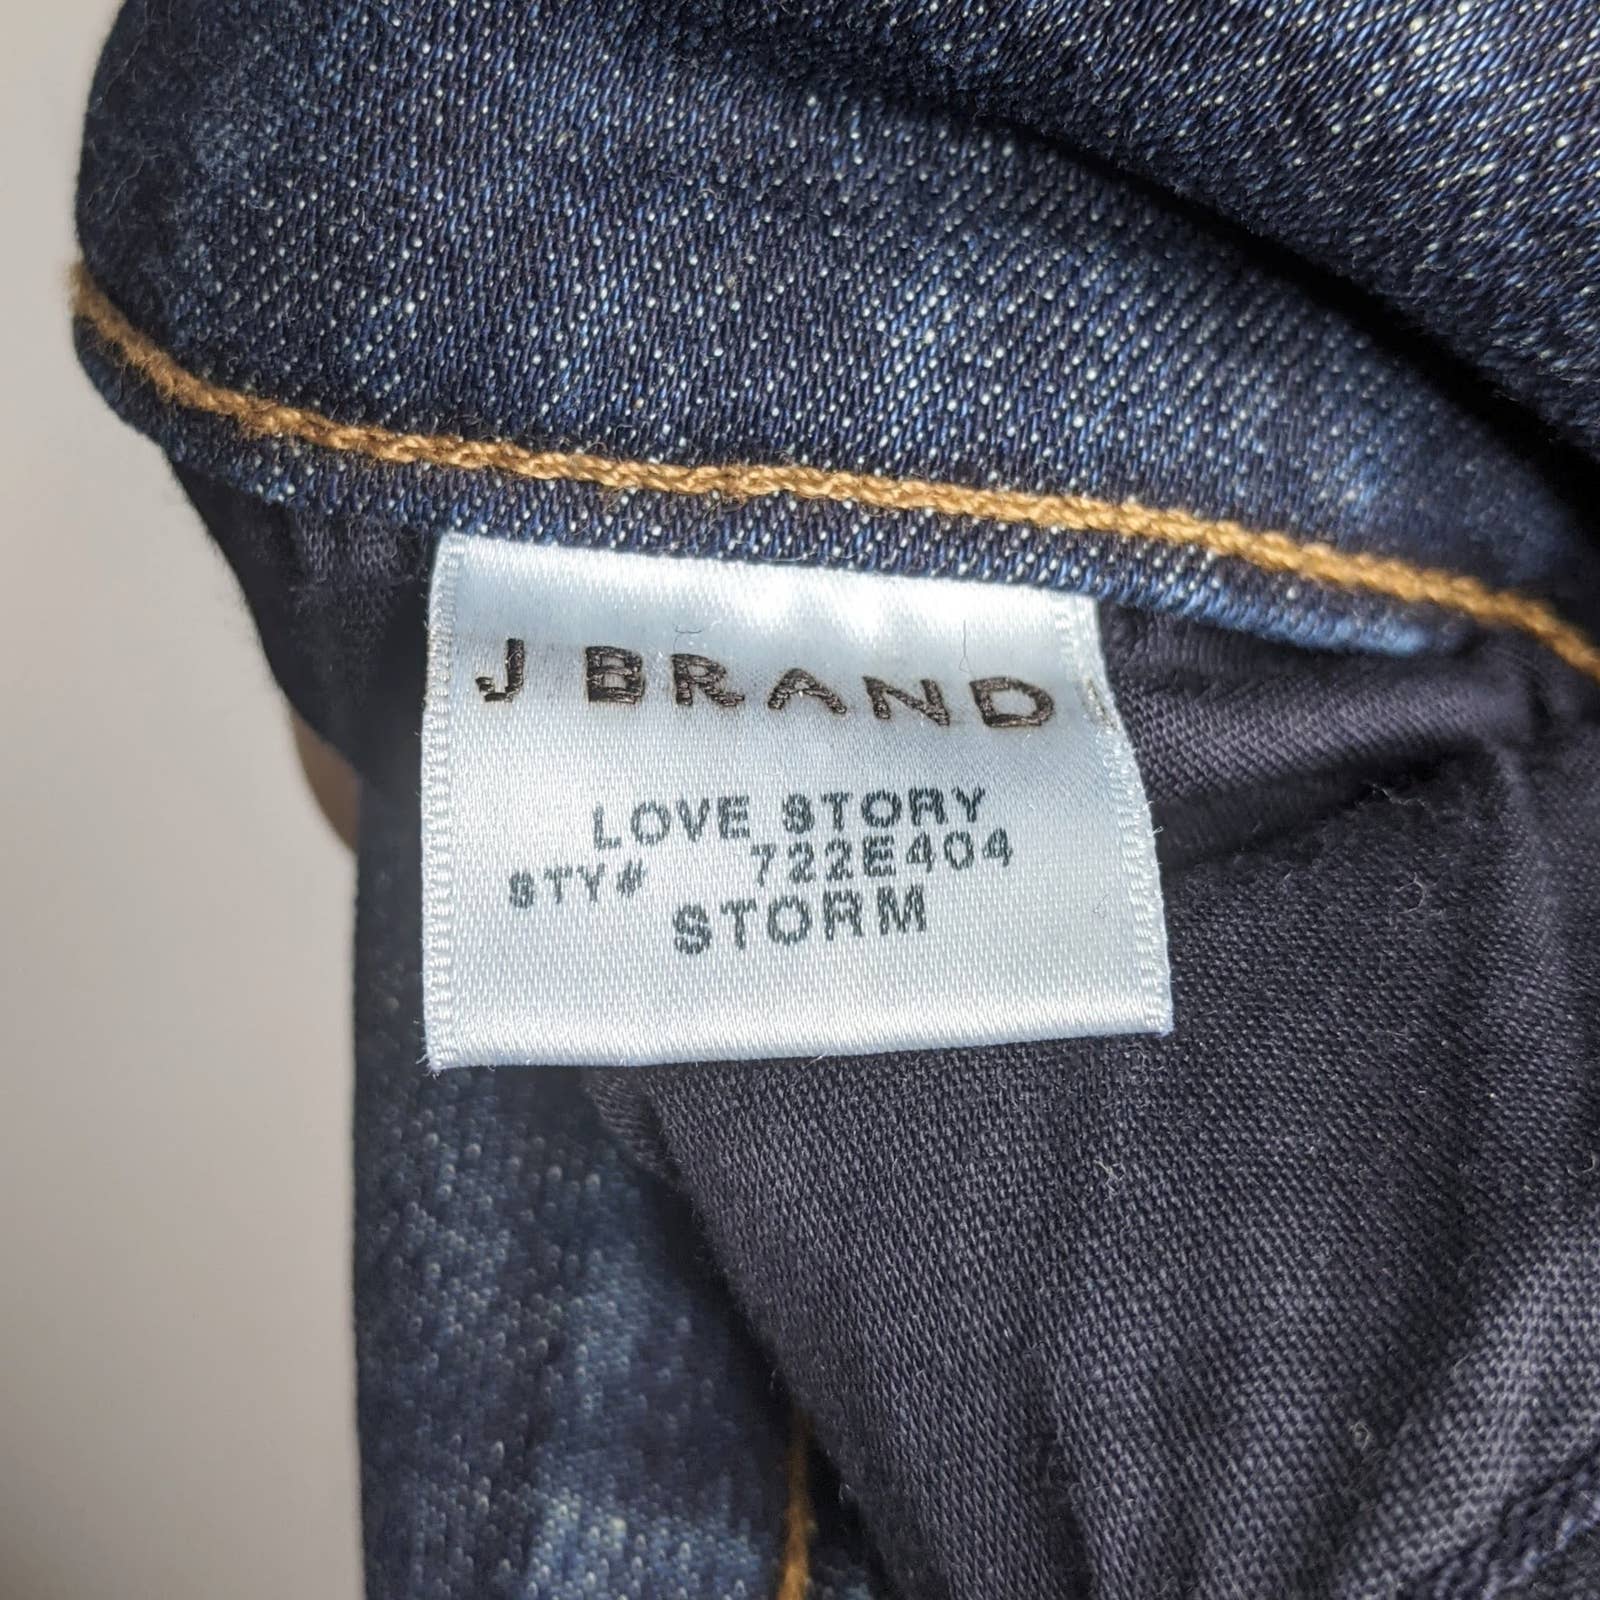 J BRAND
LOVE STORY
STY# 722E404
STORM